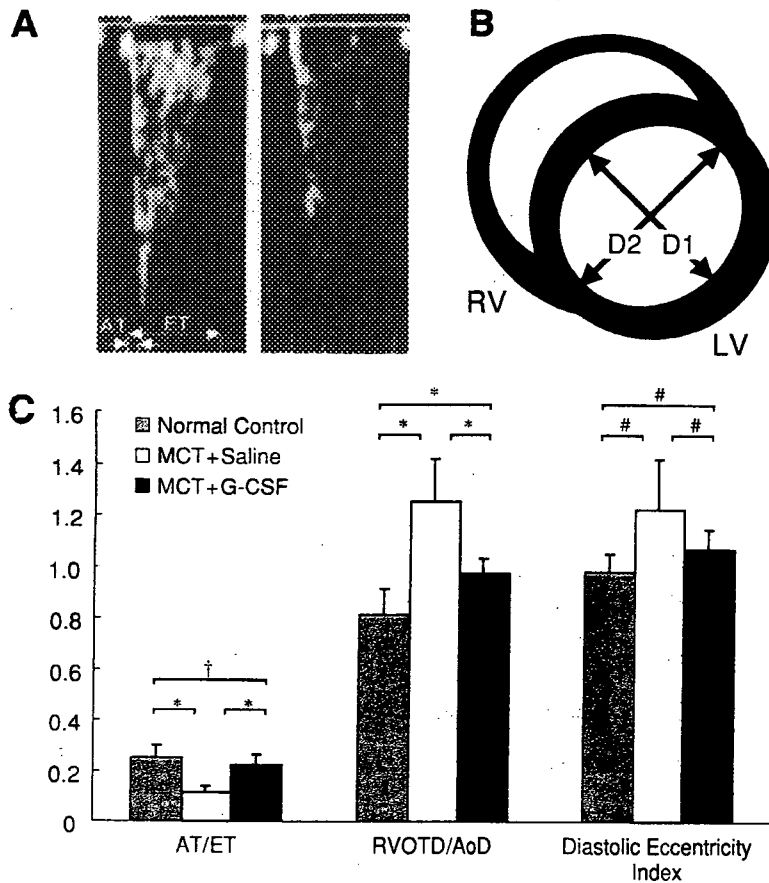 A
AT ET
B
D2 D1
RV
LV
C
1.6
1.4
1.2
1.0
0.8
0.6
0.4
0.2
0
Normal Control
MCT+Saline
MCT+G-CSF
†
* *
*
* *
#
# #
AT/ET
RVOTD/AoD
Diastolic Eccentricity
Index